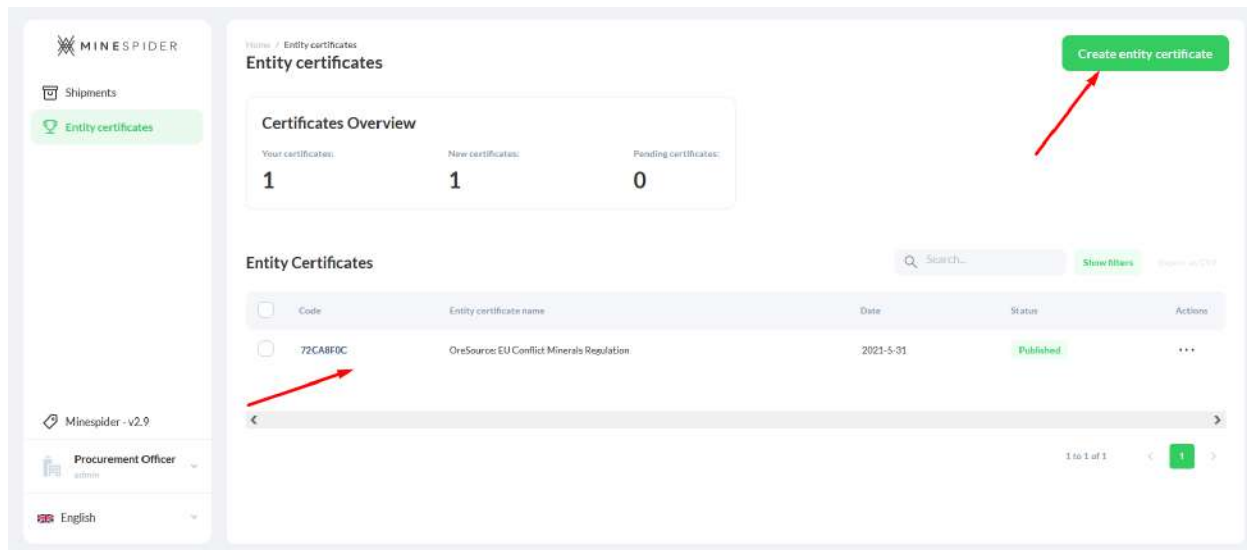 MINESPIDER
Shipments
Entity certificates
Minespider - v2.9
Procurement Officer
admin
English
Home / Entity certificates
Entity certificates
Create entity certificate
Certificates Overview
Your certificates: New certificates: Pending certificates:
1 1 0
Entity Certificates
Search... Show filters Export as CSV
Code Entity certificate name Date Status Actions
72CA8F0C OreSource: EU Conflict Minerals Regulation 2021-5-31 Published ...
1 to 1 of 1 < 1 >